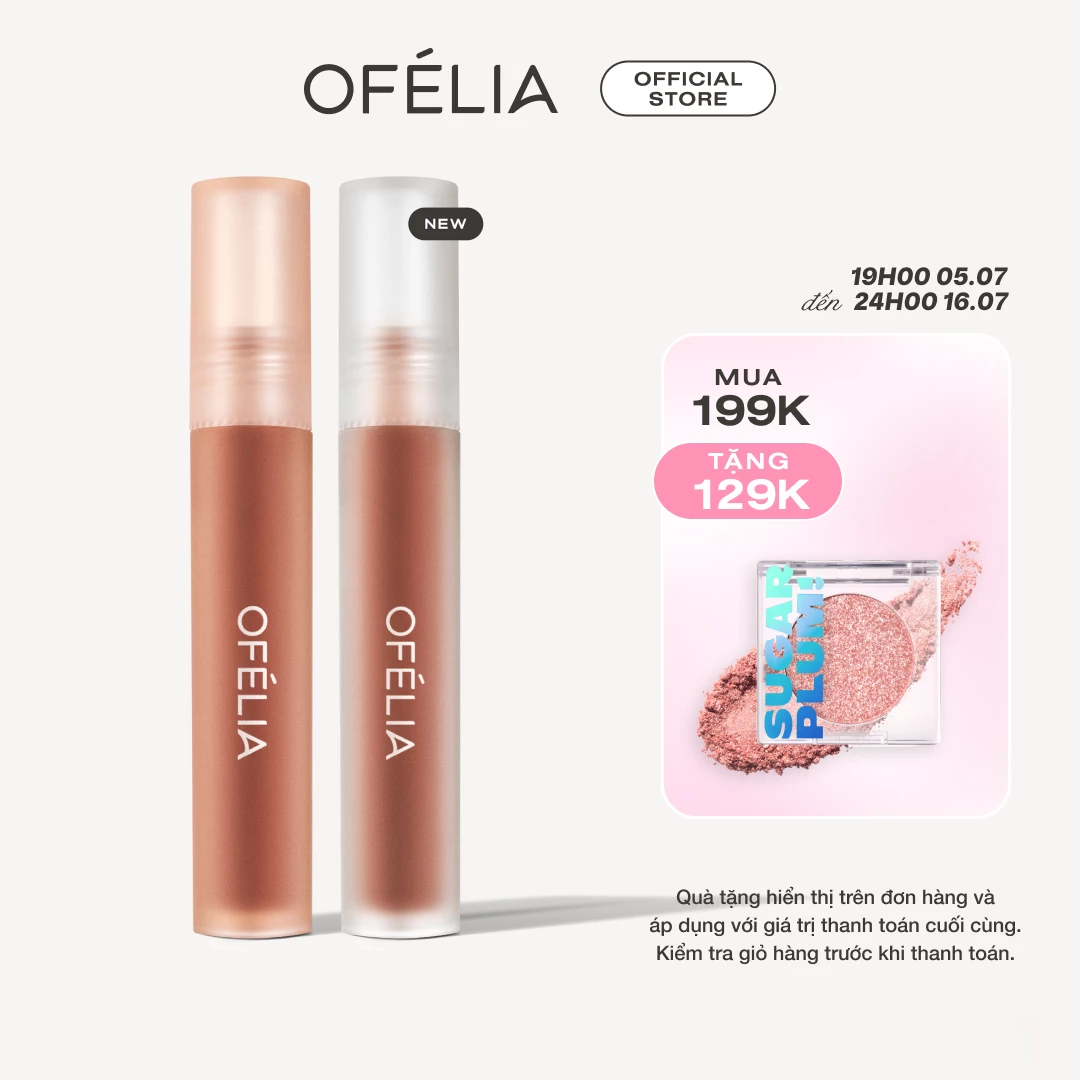 OFÉLIA
OFFICIAL
STORE
NEW
OFÉLIA
OFÉLIA
19H00 05.07
đến 24H00 16.07
MUA
199K
TẶNG
129K
SUGAR
PLUM!
Quà tặng hiển thị trên đơn hàng và
áp dụng với giá trị thanh toán cuối cùng.
Kiểm tra giỏ hàng trước khi thanh toán.